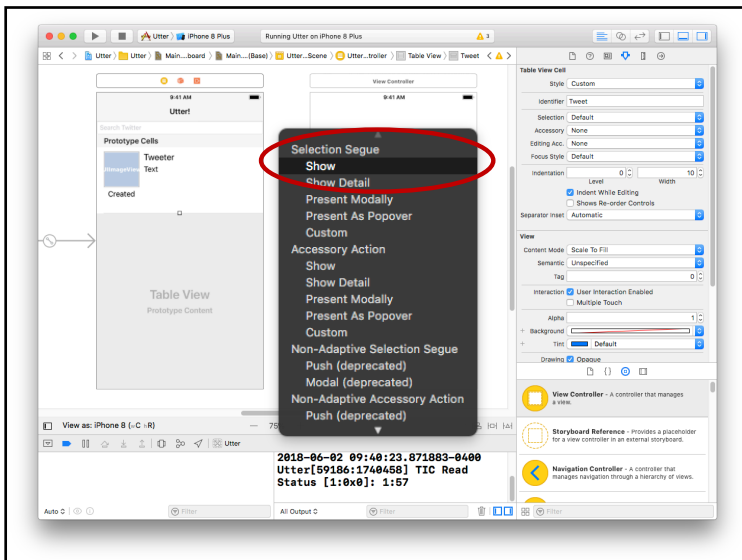 Utter iPhone 8 Plus Running Utter on iPhone 8 Plus 3
Utter Utter Main....board Main....(Base) Utter...Scene Utter...troller Table View Tweet
View Controller
9:41 AM
Utter!
Search Twitter
Prototype Cells
UIImageView
Tweeter
Text
Created
Table View
Prototype Content
9:41 AM
Selection Segue
Show
Show Detail
Present Modally
Present As Popover
Custom
Accessory Action
Show
Show Detail
Present Modally
Present As Popover
Custom
Non-Adaptive Selection Segue
Push (deprecated)
Modal (deprecated)
Non-Adaptive Accessory Action
Push (deprecated)
View as: iPhone 8 (wC hR) — 75
Utter
2018-06-02 09:40:23.871883-0400
Utter[59186:1740458] TIC Read
Status [1:0x0]: 1:57
Auto Filter All Output Filter
Table View Cell
Style Custom
Identifier Tweet
Selection Default
Accessory None
Editing Acc. None
Focus Style Default
Indentation 0 10
Level Width
Indent While Editing
Shows Re-order Controls
Separator Inset Automatic
View
Content Mode Scale To Fill
Semantic Unspecified
Tag 0
Interaction User Interaction Enabled
Multiple Touch
Alpha 1
+ Background
+ Tint Default
Drawing Opaque
View Controller - A controller that manages
a view.
Storyboard Reference - Provides a placeholder
for a view controller in an external storyboard.
Navigation Controller - A controller that
manages navigation through a hierarchy of views.
Filter